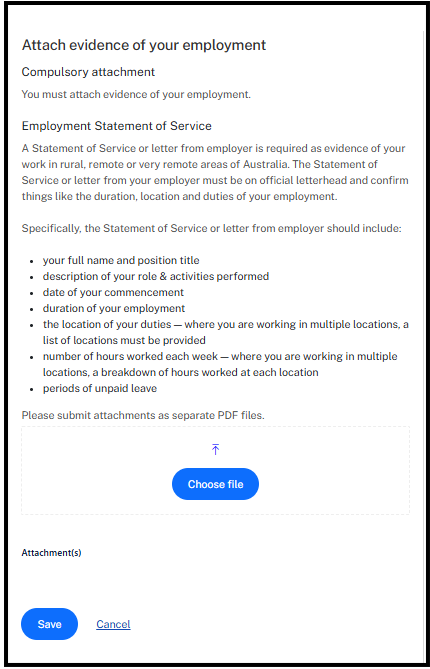 Attach evidence of your employment
Compulsory attachment
You must attach evidence of your employment.
Employment Statement of Service
A Statement of Service or letter from employer is required as evidence of your
work in rural, remote or very remote areas of Australia. The Statement of
Service or letter from your employer must be on official letterhead and confirm
things like the duration, location and duties of your employment.
Specifically, the Statement of Service or letter from employer should include:
• your full name and position title
• description of your role & activities performed
• date of your commencement
• duration of your employment
• the location of your duties — where you are working in multiple locations, a
list of locations must be provided
• number of hours worked each week — where you are working in multiple
locations, a breakdown of hours worked at each location
• periods of unpaid leave
Please submit attachments as separate PDF files.
Choose file
Attachment(s)
Save Cancel